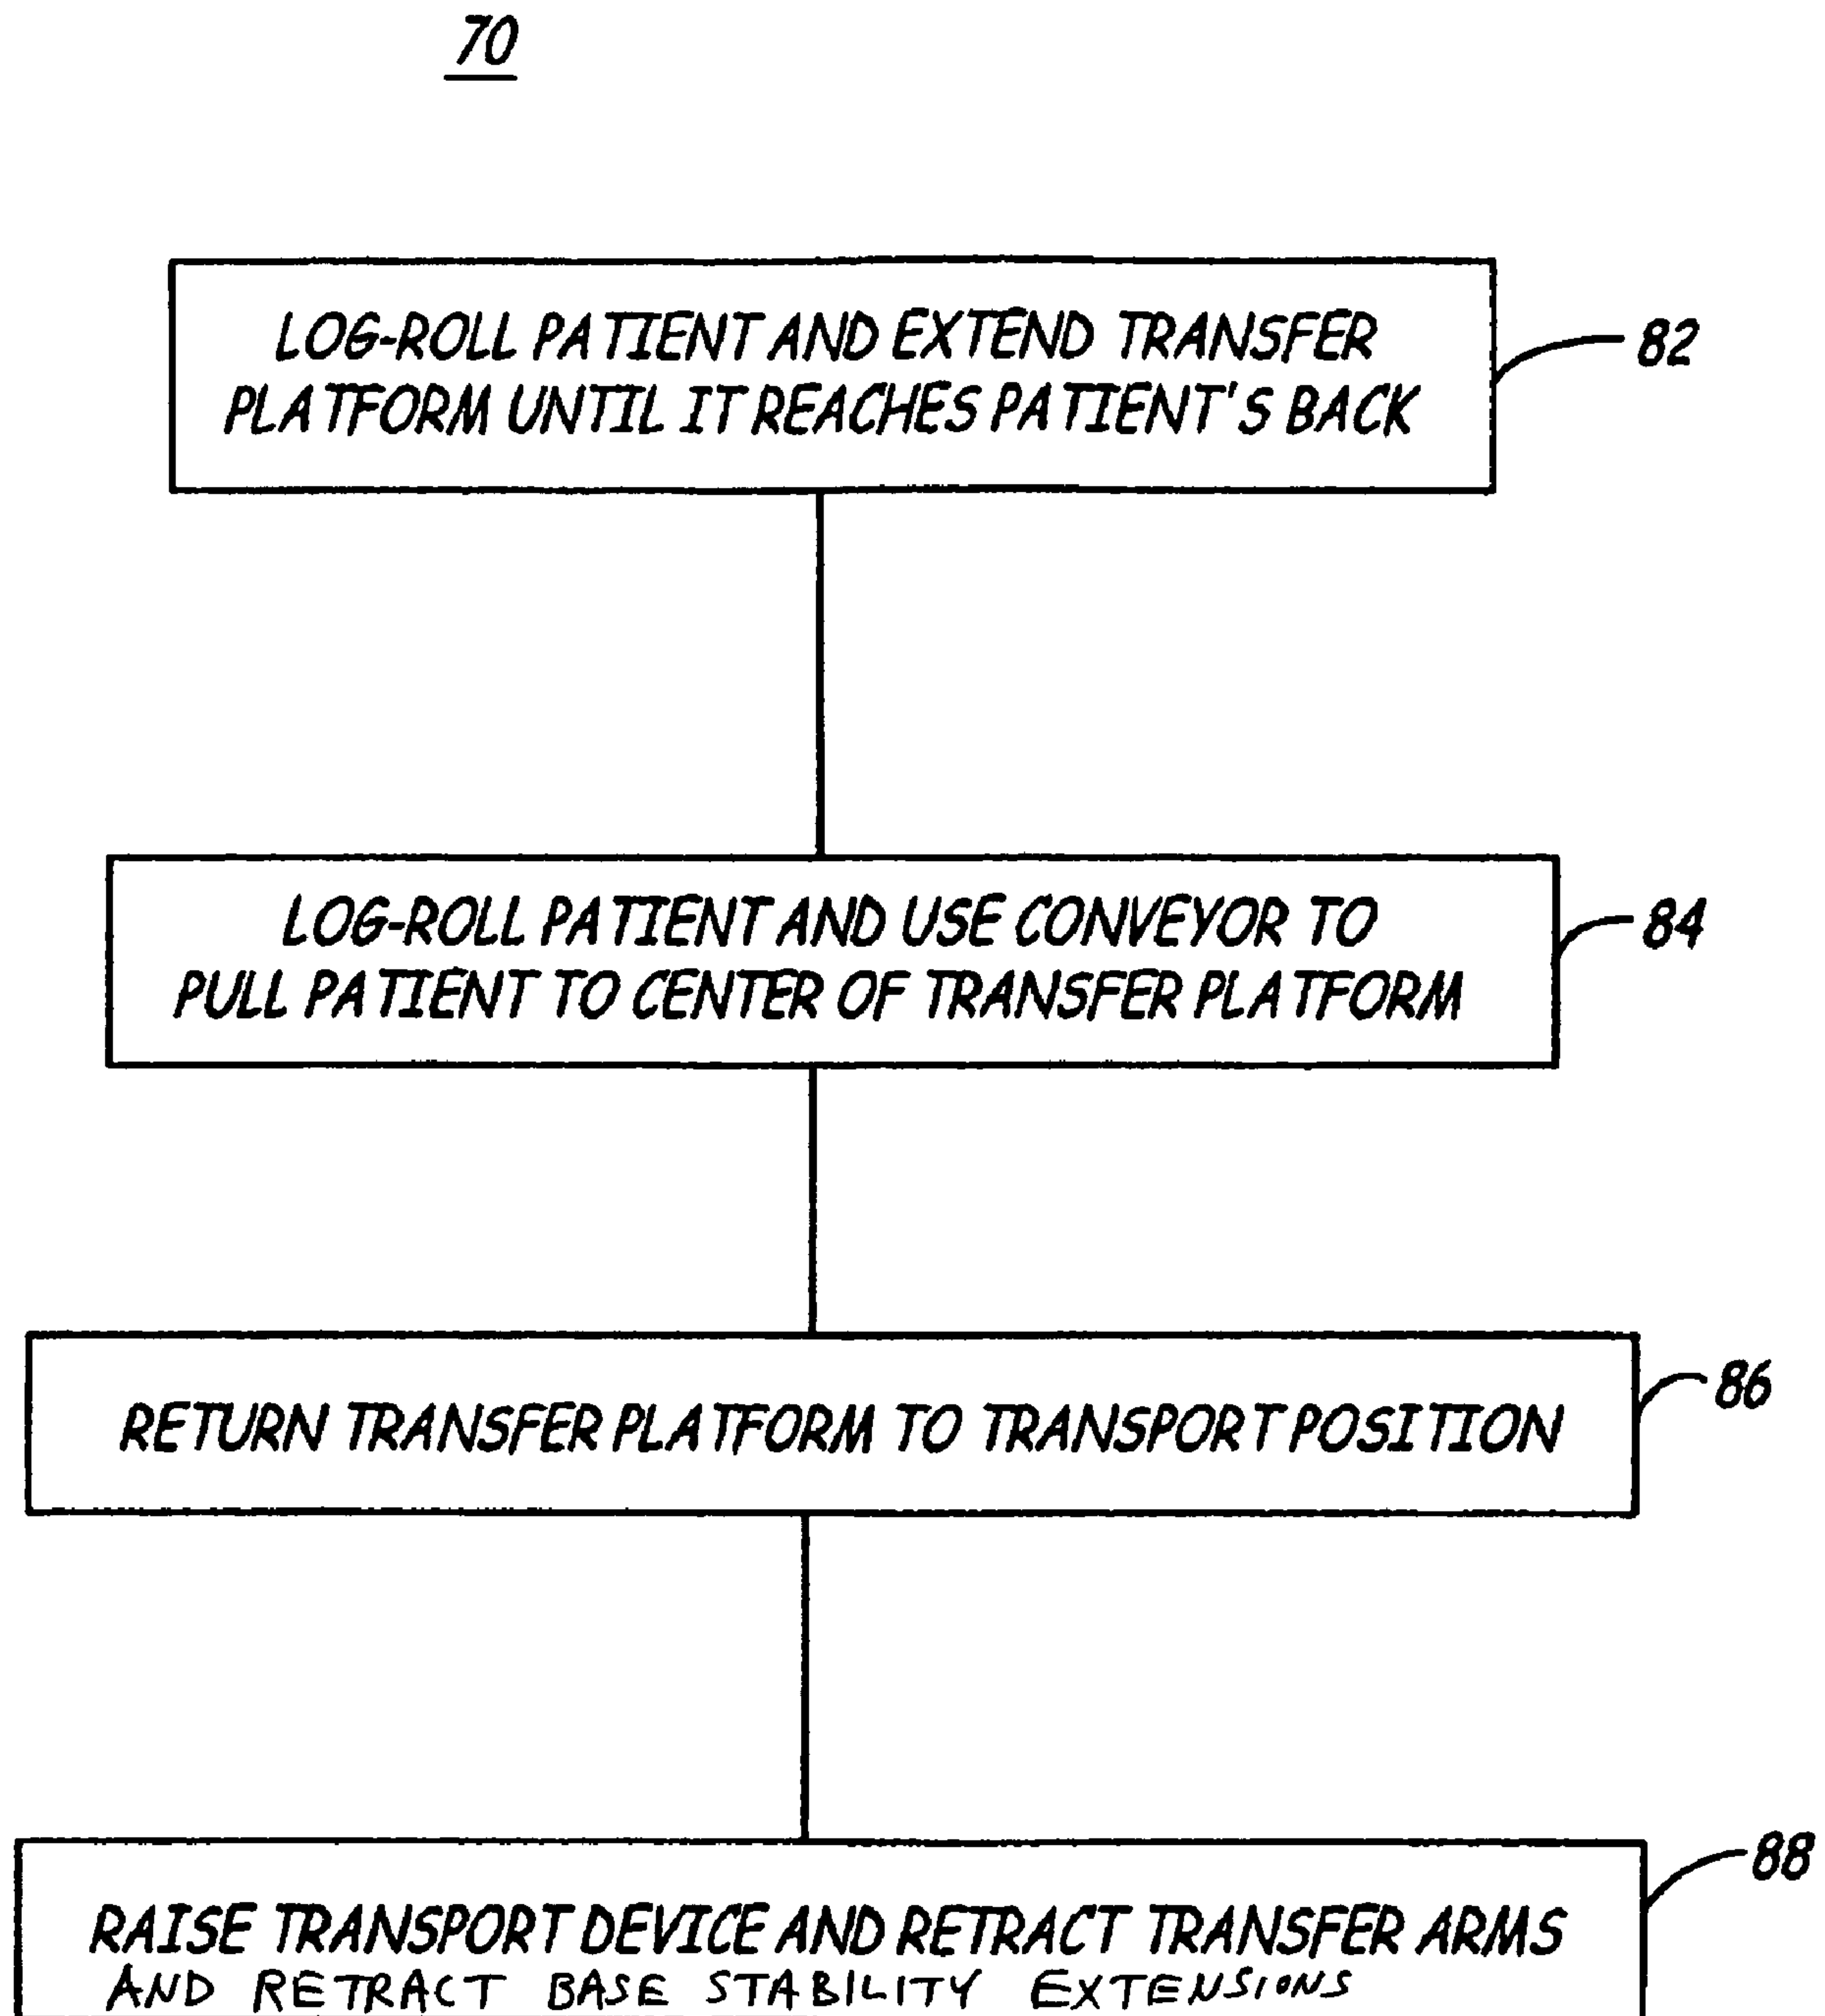 70
LOG-ROLL PATIENT AND EXTEND TRANSFER
PLATFORM UNTIL IT REACHES PATIENT'S BACK
82
LOG-ROLL PATIENT AND USE CONVEYOR TO
PULL PATIENT TO CENTER OF TRANSFER PLATFORM
84
RETURN TRANSFER PLATFORM TO TRANSPORT POSITION
86
RAISE TRANSPORT DEVICE AND RETRACT TRANSFER ARMS
AND RETRACT BASE STABILITY EXTENSIONS
88